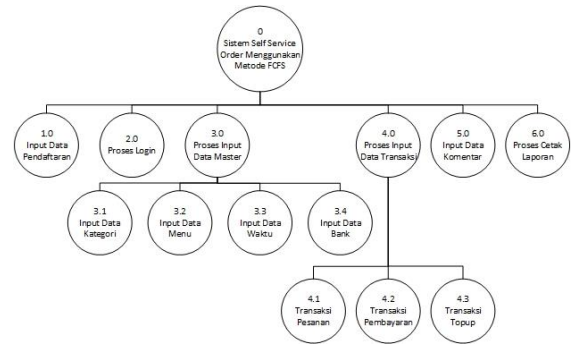 0
Sistem Self Service
Order Menggunakan
Metode FCFS
1.0
Input Data
Pendaftaran
2.0
Proses Login
3.0
Proses Input
Data Master
4.0
Proses Input
Data Transaksi
5.0
Input Data
Komentar
6.0
Proses Cetak
Laporan
3.1
Input Data
Kategori
3.2
Input Data
Menu
3.3
Input Data
Waktu
3.4
Input Data
Bank
4.1
Transaksi
Pesanan
4.2
Transaksi
Pembayaran
4.3
Transaksi
Topup